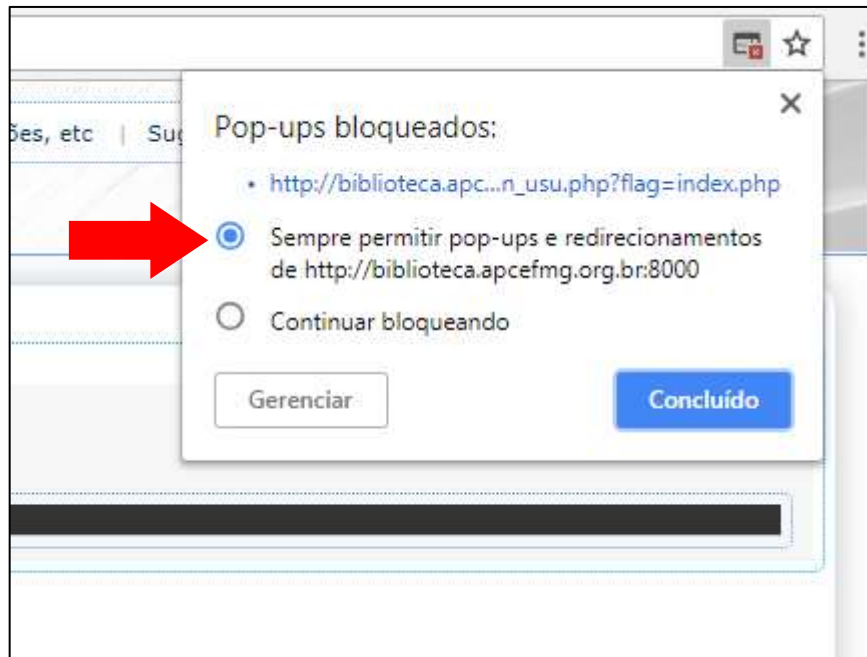 ões, etc | Sug
Pop-ups bloqueados:
• http://biblioteca.apc...n_usu.php?flag=index.php
Sempre permitir pop-ups e redirecionamentos
de http://biblioteca.apcefmg.org.br:8000
Continuar bloqueando
Gerenciar
Concluído